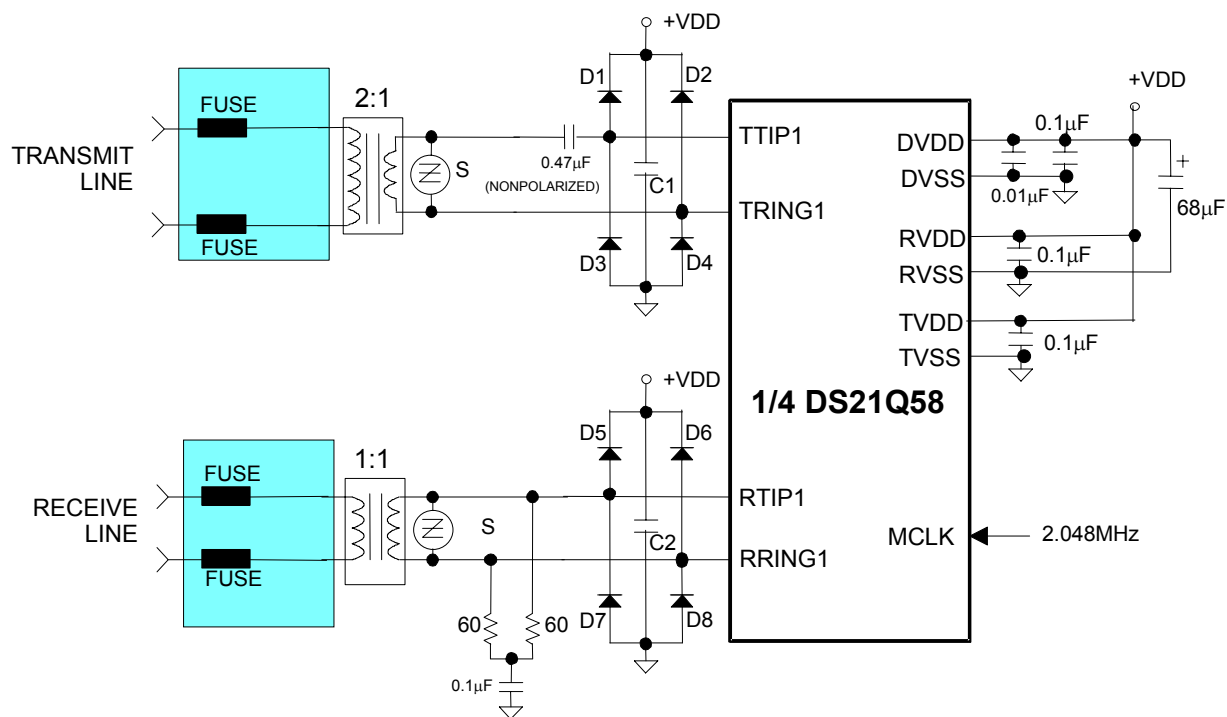 +VDD
FUSE
2:1
TRANSMIT
LINE
FUSE
S
0.47μF
(NONPOLARIZED)
D1
D2
C1
D3
D4
TTIP1
TRING1
DVDD
DVSS
RVDD
RVSS
TVDD
TVSS
0.1μF
0.01μF
+VDD
+
68μF
0.1μF
0.1μF
1/4 DS21Q58
MCLK
2.048MHz
+VDD
FUSE
1:1
RECEIVE
LINE
FUSE
S
60
60
0.1μF
D5
D6
C2
D7
D8
RTIP1
RRING1